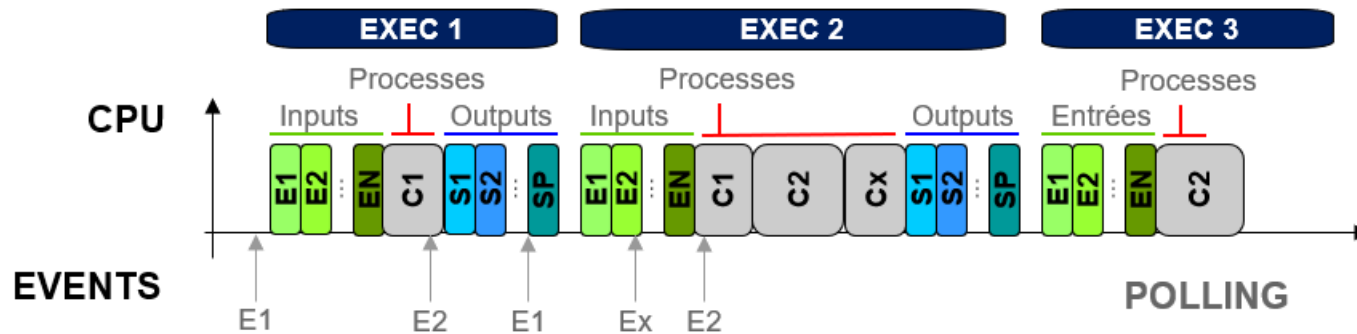 EXEC 1 EXEC 2 EXEC 3
Processes Processes Processes
CPU Inputs Outputs Inputs Outputs Entrées
E1 E2 ... EN C1 S1 S2 ... SP E1 E2 ... EN C1 C2 Cx S1 S2 ... SP E1 E2 ... EN C2
EVENTS POLLING
E1 E2 E1 Ex E2